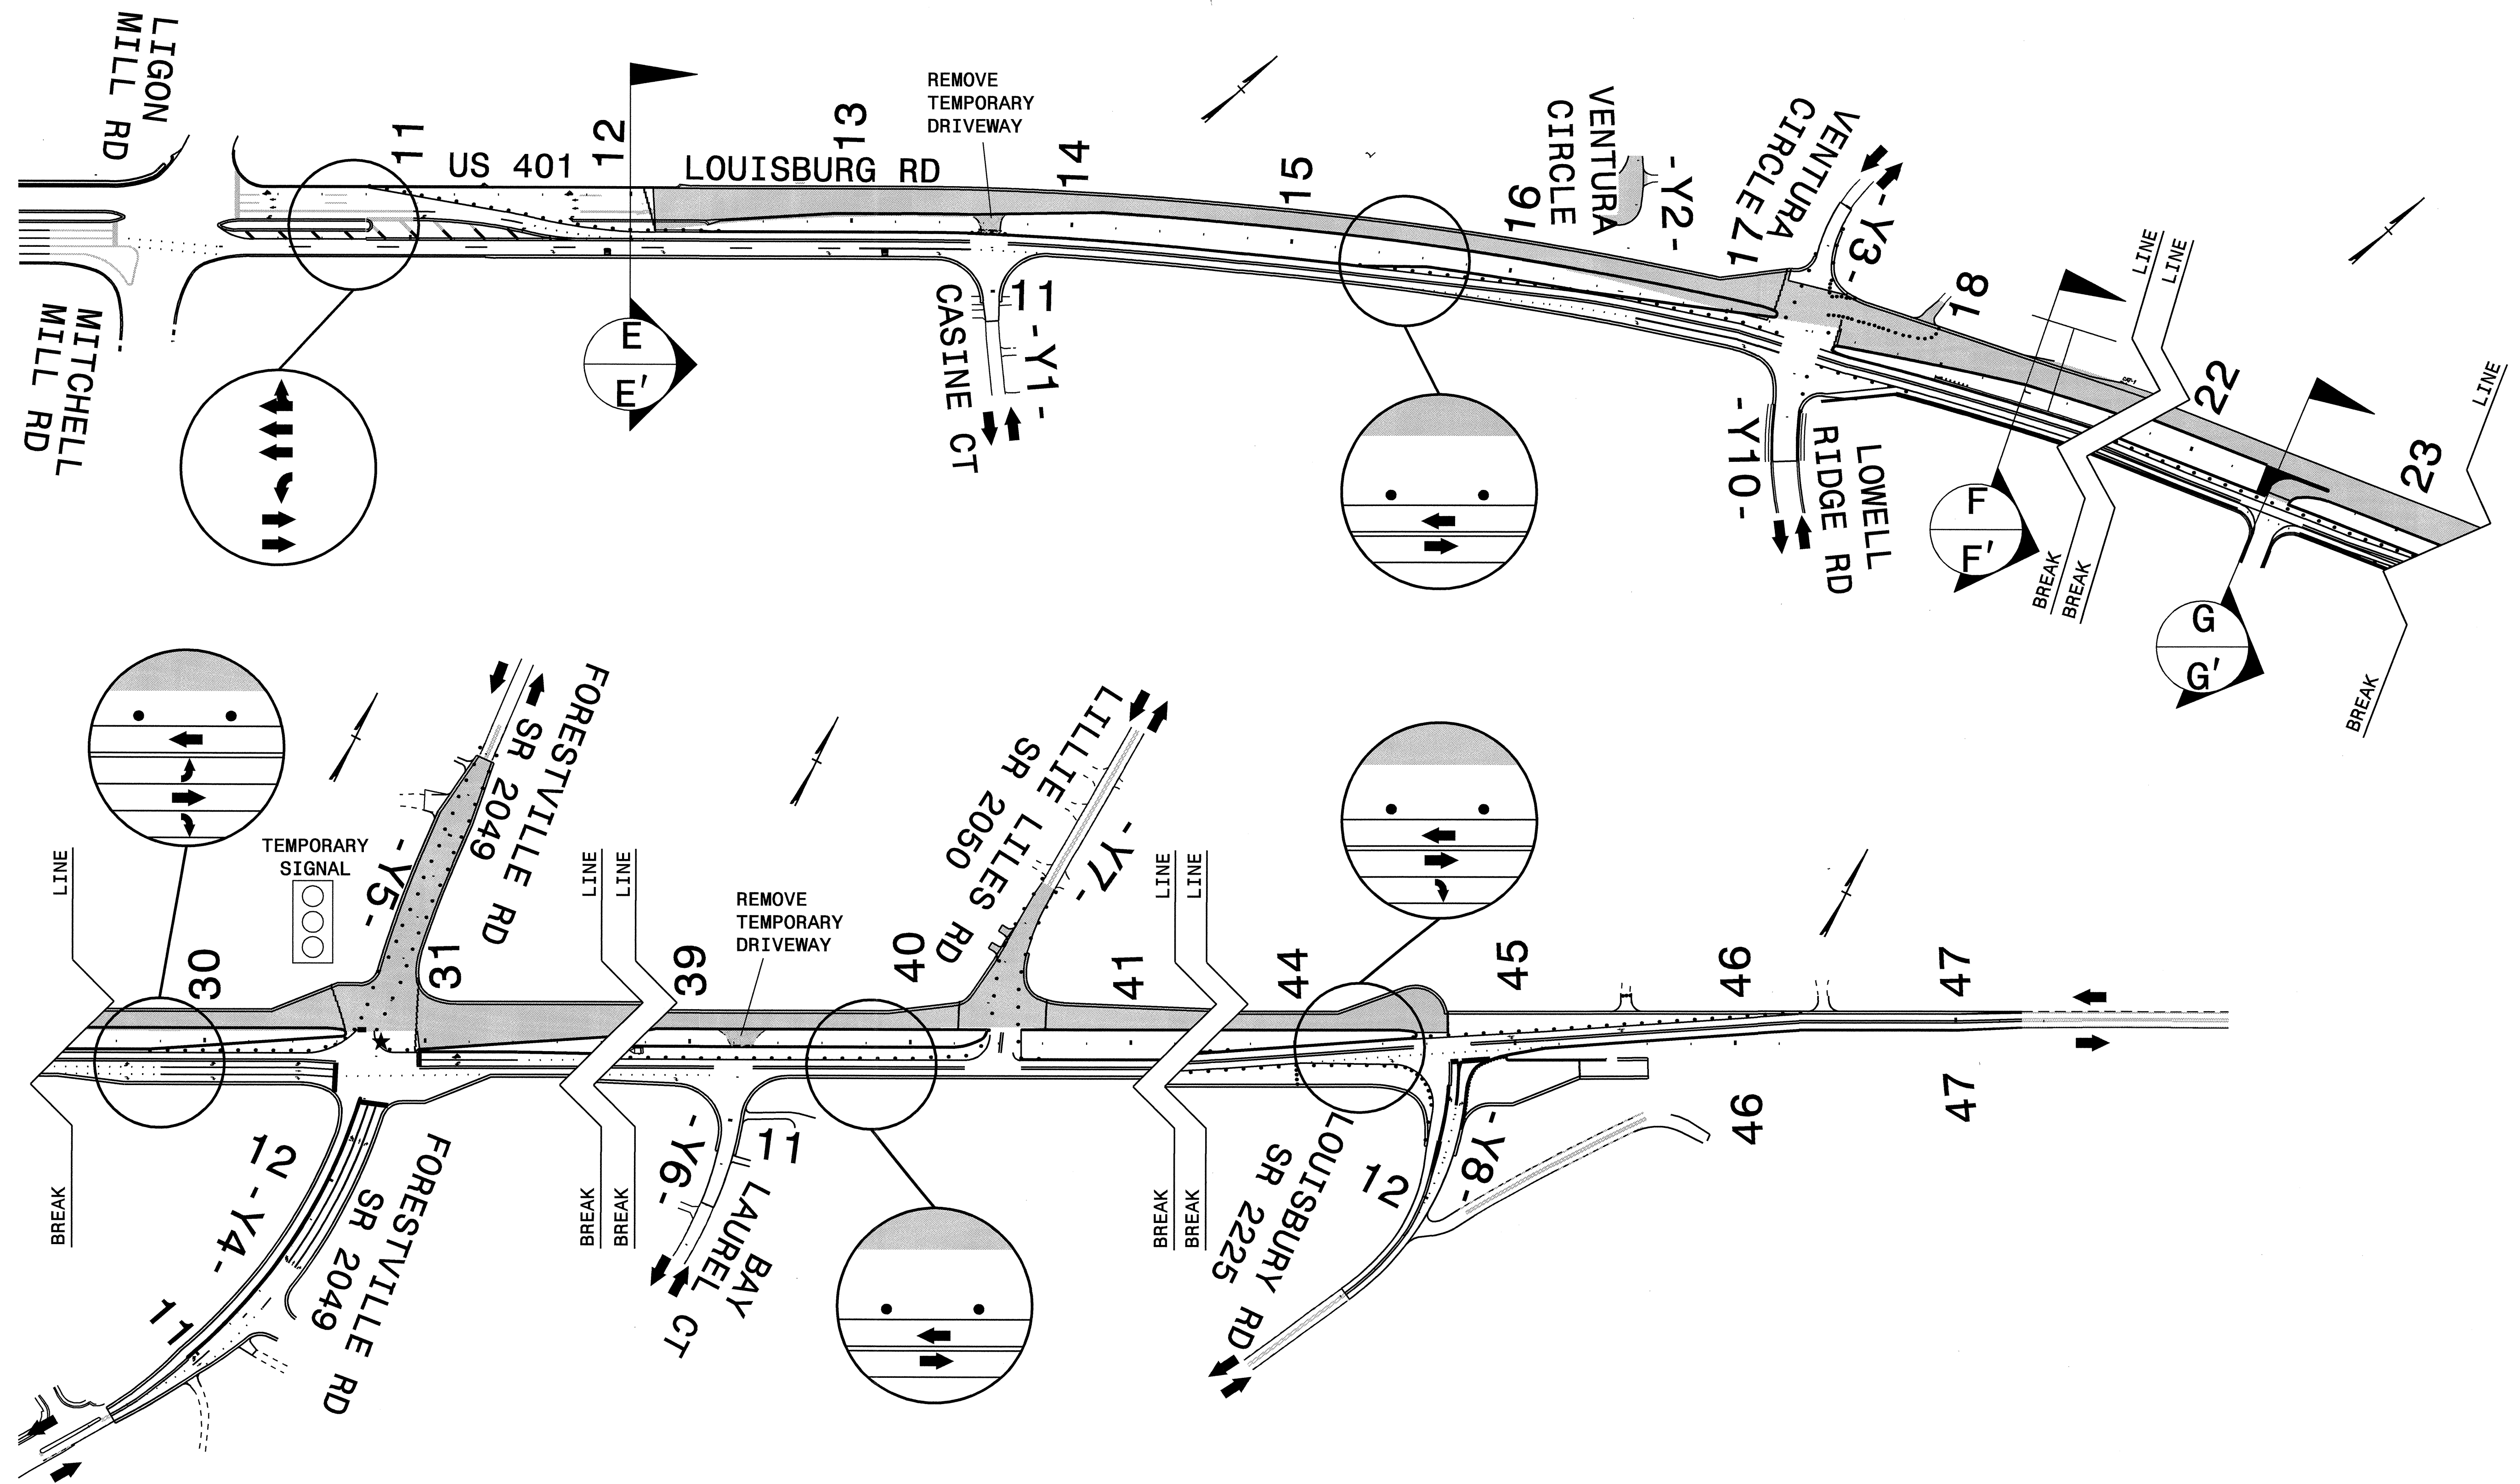 LIGON
MILL RD
11
US 401
12
LOUISBURG RD
13
REMOVE
TEMPORARY
DRIVEWAY
14
15
16
VENTURA
CIRCLE
-Y2-
17
VENTURA
CIRCLE
-Y3-
18
LINE
LINE
22
23
LINE
MITCHELL
MILL RD
E
E'
CASINE CT
11
-Y1-
-Y10-
LOWELL
RIDGE RD
F
F'
BREAK
BREAK
G
G'
BREAK
FORESTVILLE RD
SR 2049
-Y5-
TEMPORARY
SIGNAL
LINE
30
31
LINE
LINE
39
REMOVE
TEMPORARY
DRIVEWAY
40
LILLIE LILES RD
SR 2050
-Y7-
41
LINE
LINE
44
45
46
47
BREAK
12
-Y4-
11
FORESTVILLE RD
SR 2049
BREAK
BREAK
-Y6-
11
LAUREL BAY
CT
BREAK
BREAK
LOUISBURY RD
SR 2225
12
-Y8-
46
47